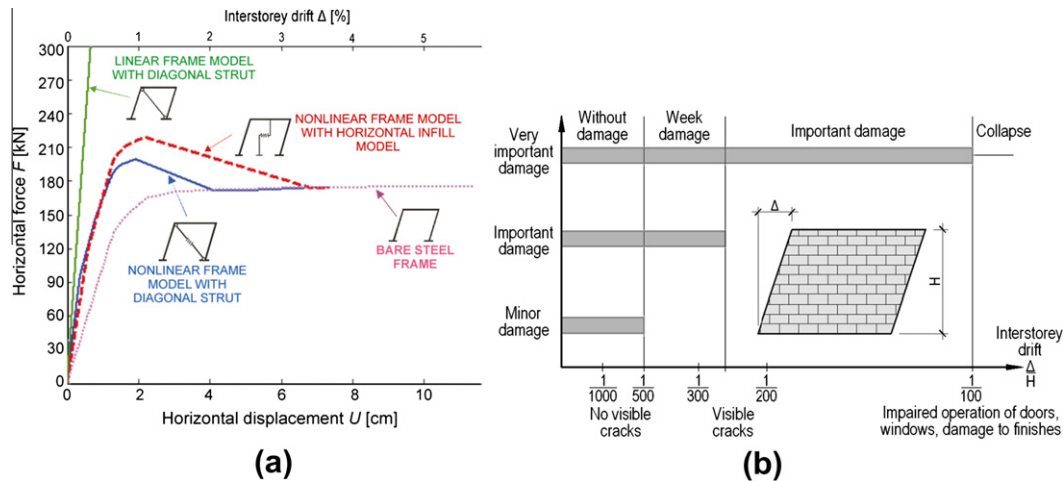 Interstorey drift Δ [%]
0 1 2 3 4 5
300
270
240
210
180
150
120
90
60
30
0
Horizontal force F [kN]
LINEAR FRAME MODEL
WITH DIAGONAL STRUT
NONLINEAR FRAME MODEL
WITH HORIZONTAL INFILL
MODEL
BARE STEEL
FRAME
NONLINEAR FRAME
MODEL WITH
DIAGONAL STRUT
0 2 4 6 8 10
Horizontal displacement U [cm]
(a)
Without
damage
Week
damage
Important damage
Collapse
Very
important
damage
Important
damage
Minor
damage
Δ
H
Interstorey
drift
Δ/H
1/1000 1/500 1/300 1/200 1/100
No visible
cracks
Visible
cracks
Impaired operation of doors,
windows, damage to finishes
(b)